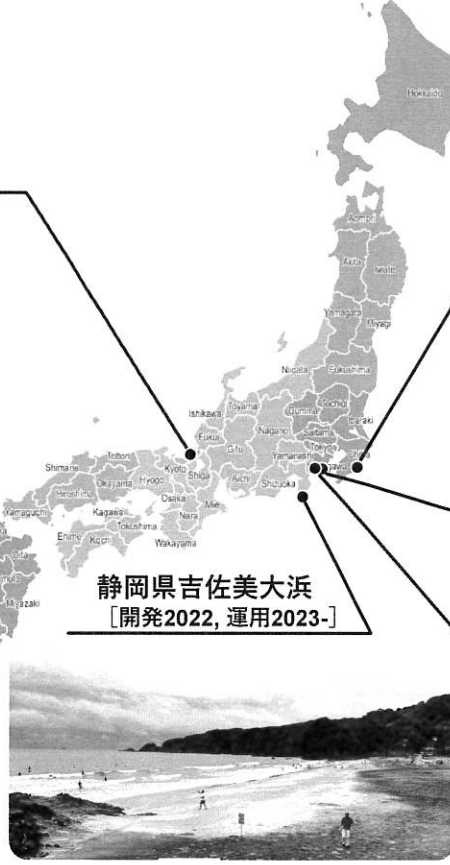 Hokkaido
Aomori
Akita
Iwate
Yamagara
Miyagi
Niigata
Fukushima
Ishikawa
Toyama
Tochigi
Gunma
Nagano
Saitama
Fukui
Gifu
Tokyo
Yamanashi
Shimane
Tottori
Kyoto
Shiga
Okayama
Hyogo
Aichi
Shizuoka
Hiroshima
Osaka
Mie
Yamaguchi
Kagawa
Nara
Tokushima
Ehime
Kochi
Wakayama
Miyazaki
静岡県吉佐美大浜
[開発2022, 運用2023-]